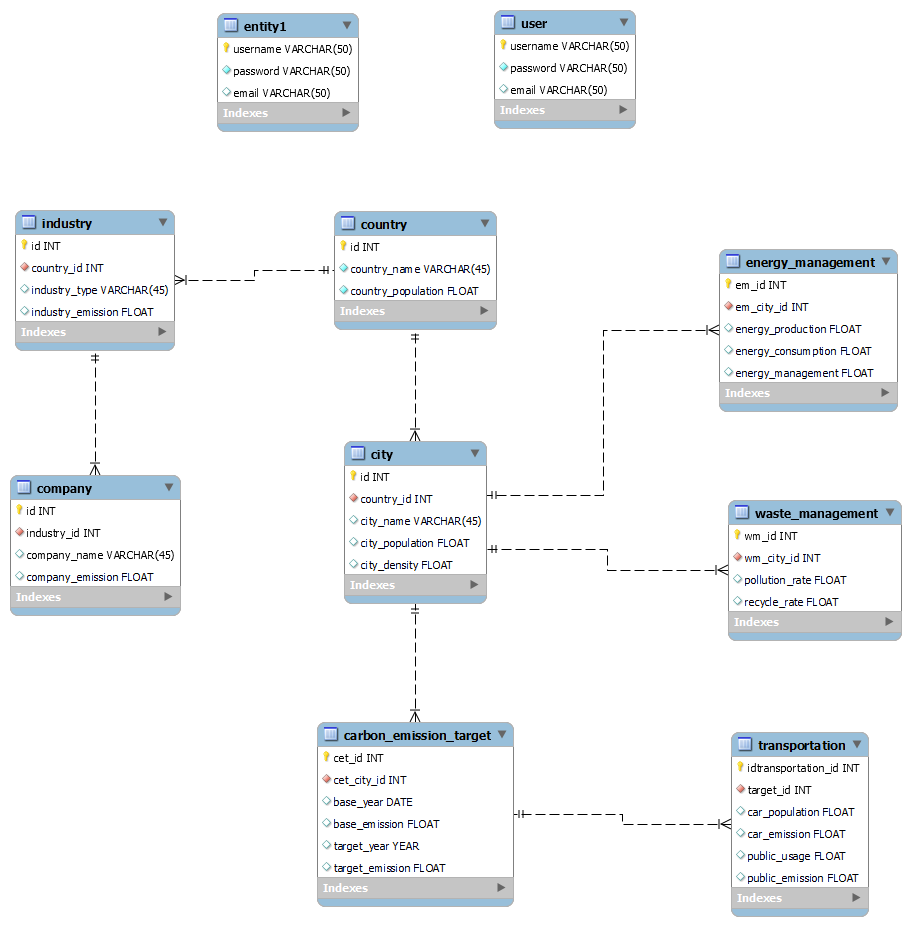 entity1
username VARCHAR(50)
password VARCHAR(50)
email VARCHAR(50)
Indexes
user
username VARCHAR(50)
password VARCHAR(50)
email VARCHAR(50)
Indexes
industry
id INT
country_id INT
industry_type VARCHAR(45)
industry_emission FLOAT
Indexes
country
id INT
country_name VARCHAR(45)
country_population FLOAT
Indexes
energy_management
em_id INT
em_city_id INT
energy_production FLOAT
energy_consumption FLOAT
energy_management FLOAT
Indexes
company
id INT
industry_id INT
company_name VARCHAR(45)
company_emission FLOAT
Indexes
city
id INT
country_id INT
city_name VARCHAR(45)
city_population FLOAT
city_density FLOAT
Indexes
waste_management
wm_id INT
wm_city_id INT
pollution_rate FLOAT
recycle_rate FLOAT
Indexes
carbon_emission_target
cet_id INT
cet_city_id INT
base_year DATE
base_emission FLOAT
target_year YEAR
target_emission FLOAT
Indexes
transportation
idtransportation_id INT
target_id INT
car_population FLOAT
car_emission FLOAT
public_usage FLOAT
public_emission FLOAT
Indexes